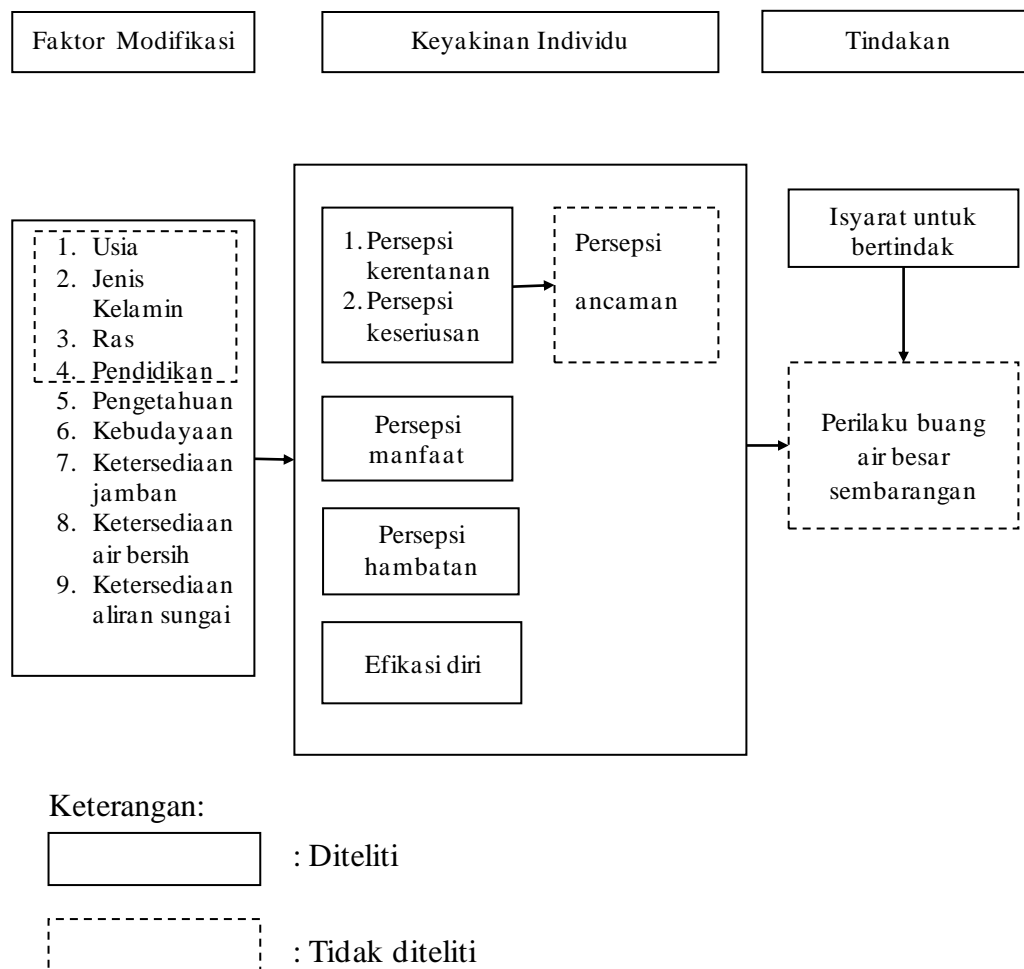 Faktor Modifikasi
Keyakinan Individu
Tindakan
1. Usia
2. Jenis
Kelamin
3. Ras
4. Pendidikan
5. Pengetahuan
6. Kebudayaan
7. Ketersediaan
jamban
8. Ketersediaan
air bersih
9. Ketersediaan
aliran sungai
1. Persepsi
kerentanan
2. Persepsi
keseriusan
Persepsi
ancaman
Persepsi
manfaat
Persepsi
hambatan
Efikasi diri
Isyarat untuk
bertindak
Perilaku buang
air besar
sembarangan
Keterangan:
: Diteliti
: Tidak diteliti